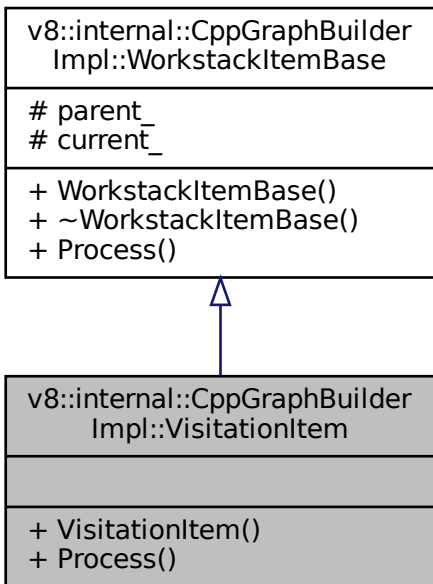 v8::internal::CppGraphBuilder
Impl::WorkstackItemBase
# parent_
# current_
+ WorkstackItemBase()
+ ~WorkstackItemBase()
+ Process()
v8::internal::CppGraphBuilder
Impl::VisitationItem
+ VisitationItem()
+ Process()